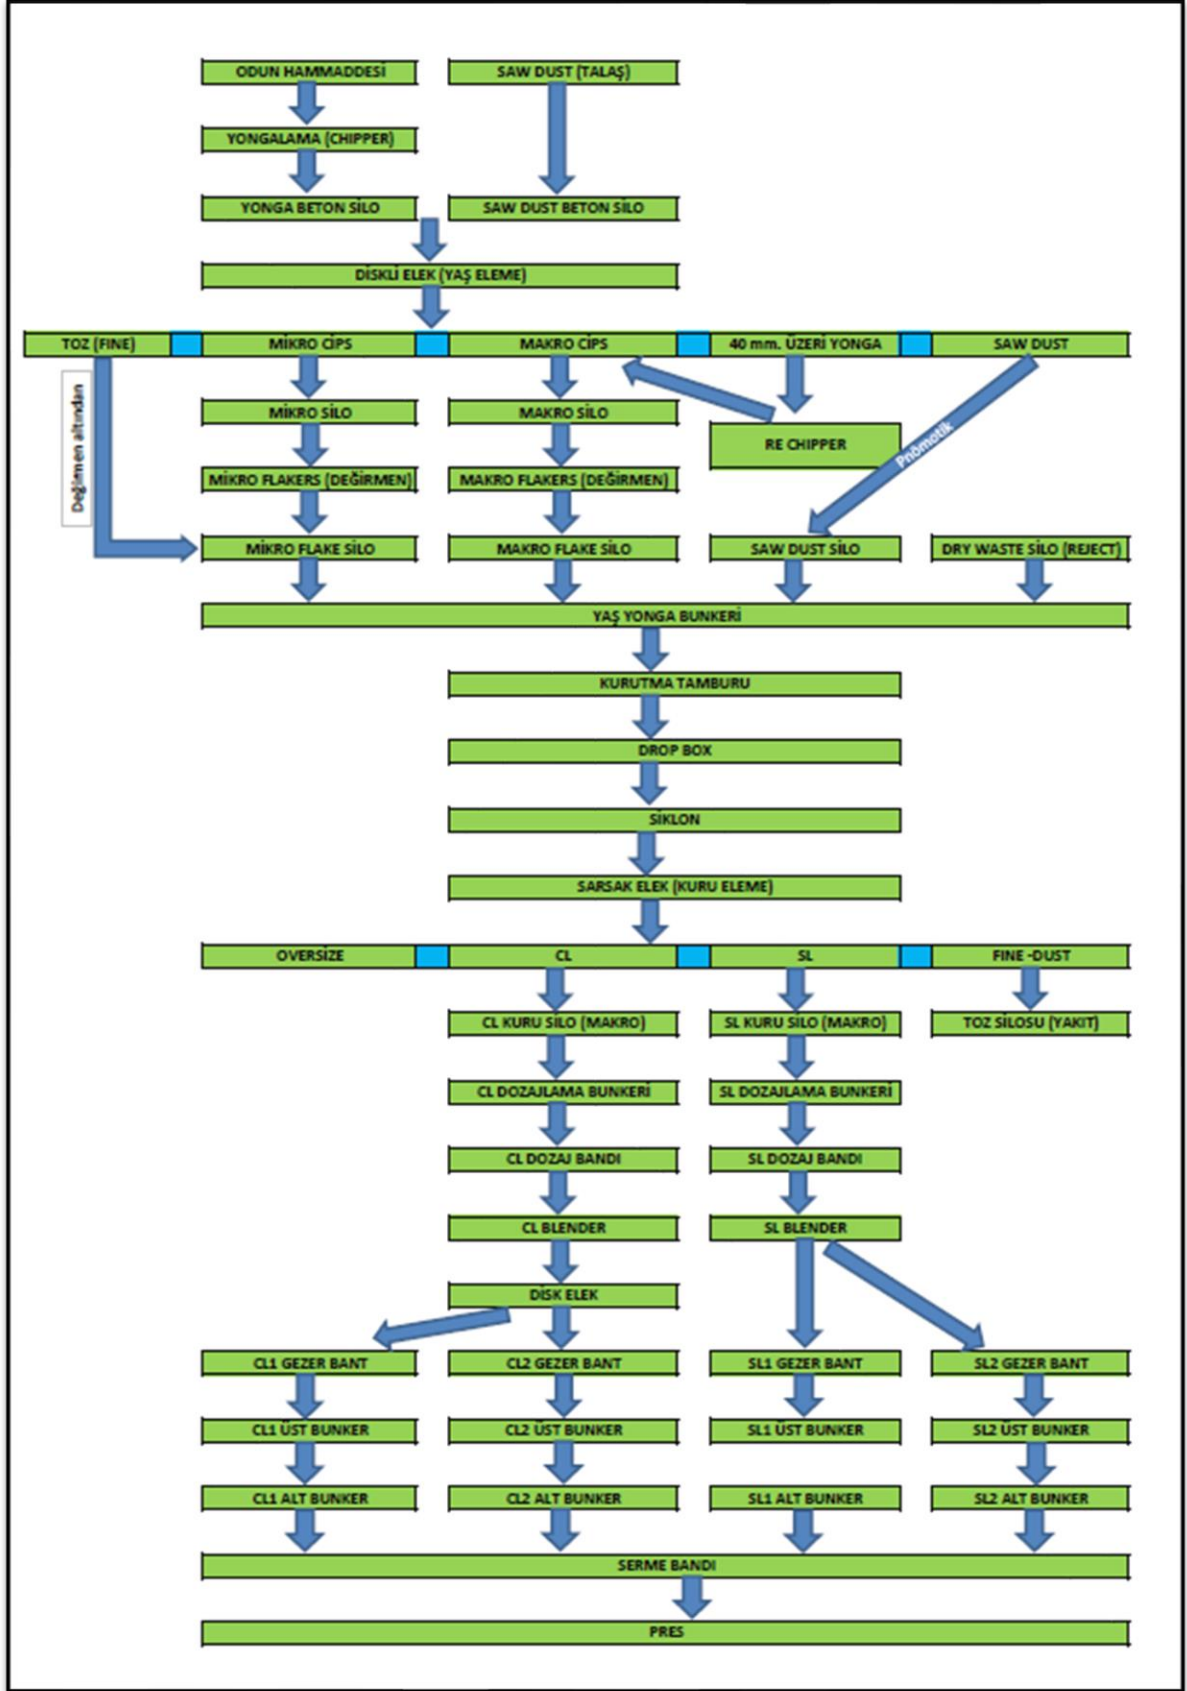 ODUN HAMMADDESİ
SAW DUST (TALAŞ)
YONGALAMA (CHIPPER)
YONGA BETON SİLO
SAW DUST BETON SİLO
DİSKLİ ELEK (YAŞ ELEME)
TOZ (FINE)
MİKRO CİPS
MAKRO CİPS
40 mm. ÜZERİ YONGA
SAW DUST
Değirmen altından
MİKRO SİLO
MAKRO SİLO
RE CHIPPER
Pnömotik
MİKRO FLAKERS (DEĞİRMEN)
MAKRO FLAKERS (DEĞİRMEN)
MİKRO FLAKE SİLO
MAKRO FLAKE SİLO
SAW DUST SİLO
DRY WASTE SİLO (REJECT)
YAŞ YONGA BUNKERİ
KURUTMA TAMBURU
DROP BOX
SİKLON
SARSAK ELEK (KURU ELEME)
OVERSİZE
CL
SL
FINE -DUST
CL KURU SİLO (MAKRO)
SL KURU SİLO (MAKRO)
TOZ SİLOSU (YAKIT)
CL DOZAJLAMA BUNKERİ
SL DOZAJLAMA BUNKERİ
CL DOZAJ BANDI
SL DOZAJ BANDI
CL BLENDER
SL BLENDER
DİSK ELEK
CL1 GEZER BANT
CL2 GEZER BANT
SL1 GEZER BANT
SL2 GEZER BANT
CL1 ÜST BUNKER
CL2 ÜST BUNKER
SL1 ÜST BUNKER
SL2 ÜST BUNKER
CL1 ALT BUNKER
CL2 ALT BUNKER
SL1 ALT BUNKER
SL2 ALT BUNKER
SERME BANDI
PRES